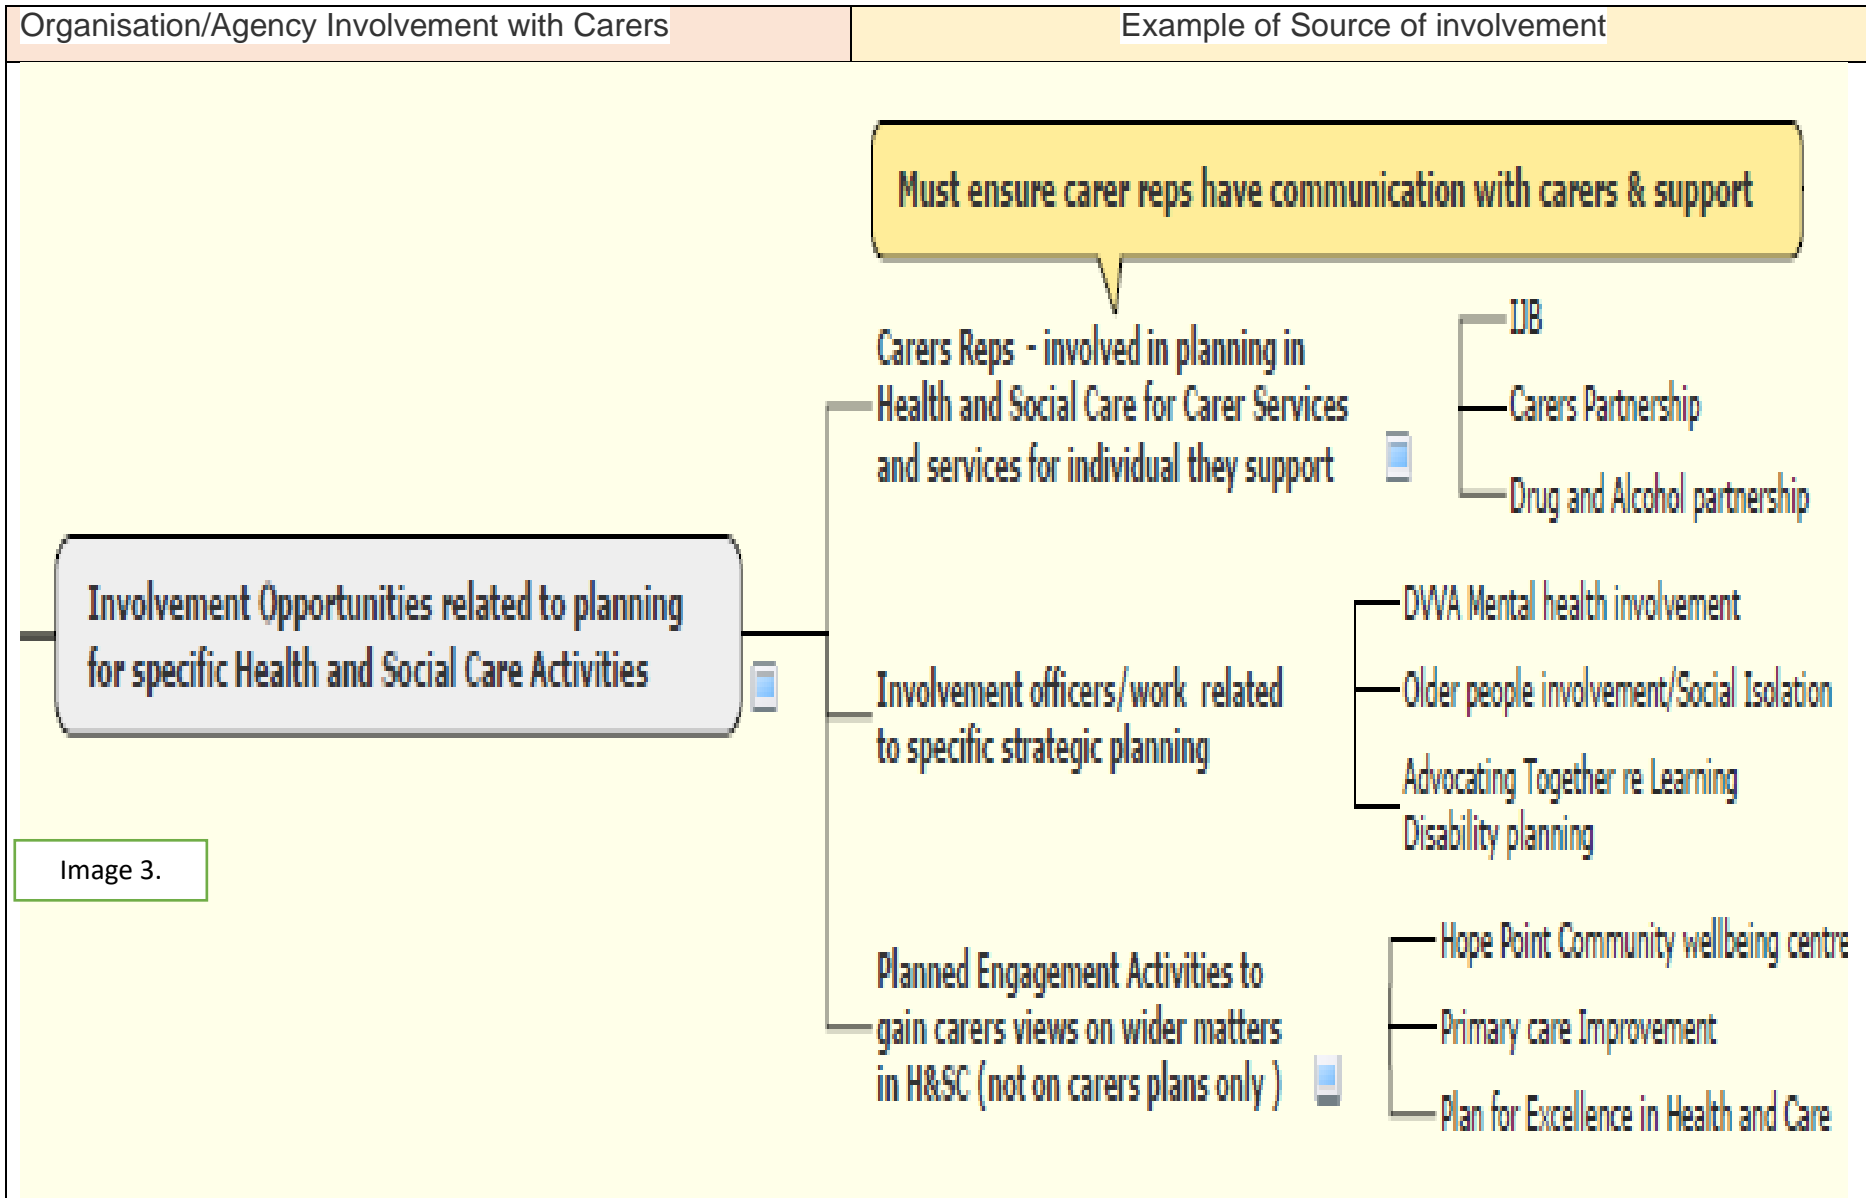 Organisation/Agency Involvement with Carers
Example of Source of involvement
Must ensure carer reps have communication with carers & support
Carers Reps - involved in planning in
Health and Social Care for Carer Services
and services for individual they support
IJB
Carers Partnership
Drug and Alcohol partnership
Involvement Opportunities related to planning
for specific Health and Social Care Activities
Involvement officers/work related
to specific strategic planning
DVVA Mental health involvement
Older people involvement/Social Isolation
Advocating Together re Learning
Disability planning
Image 3.
Planned Engagement Activities to
gain carers views on wider matters
in H&SC (not on carers plans only )
Hope Point Community wellbeing centre
Primary care Improvement
Plan for Excellence in Health and Care